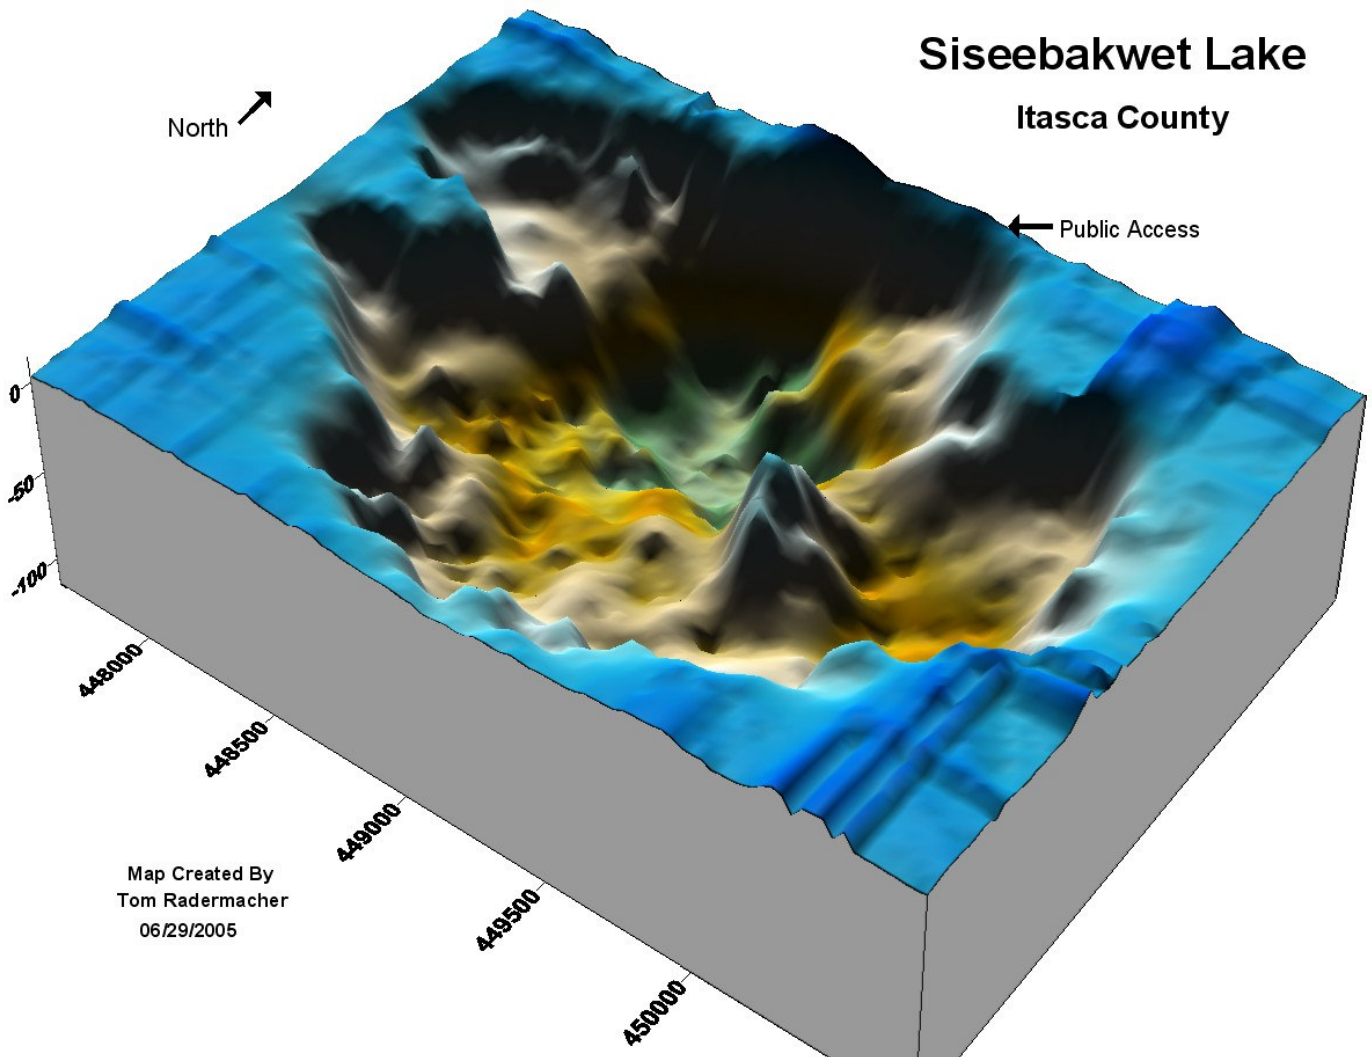 Siseebakwet Lake
Itasca County
North
Public Access
0
-50
-100
448000
448500
449000
449500
450000
Map Created By
Tom Radermacher
06/29/2005